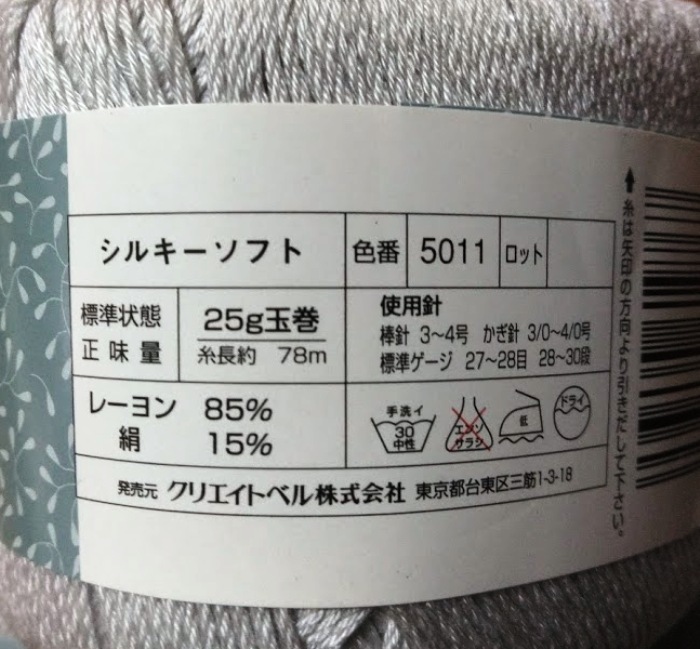 シルキーソフト 色番 5011 ロット
標準状態
正味量
25g玉巻
糸長約 78m
使用針
棒針 3~4号 かぎ針 3/0~4/0号
標準ゲージ 27~28目 28~30段
レーヨン 85%
絹 15%
手洗イ
30
中性
エンソ
サラシ
低
ドライ
発売元 クリエイトベル株式会社 東京都台東区三筋1-3-18
↑糸は矢印の方向より引きだして下さい。